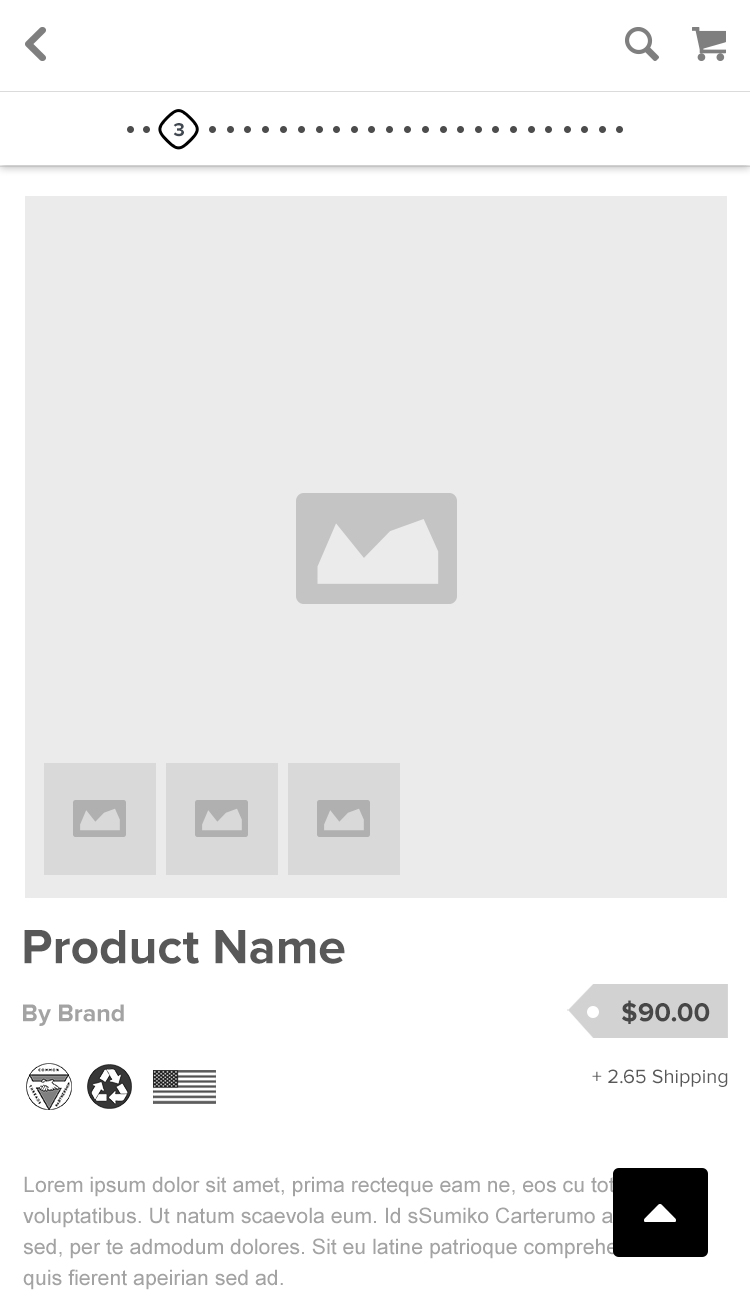 3
Product Name
By Brand
$90.00
COMMON
+ 2.65 Shipping
Lorem ipsum dolor sit amet, prima recteque eam ne, eos cu tot
voluptatibus. Ut natum scaevola eum. Id sSumiko Carterumo a
sed, per te admodum dolores. Sit eu latine patrioque comprehe
quis fierent apeirian sed ad.